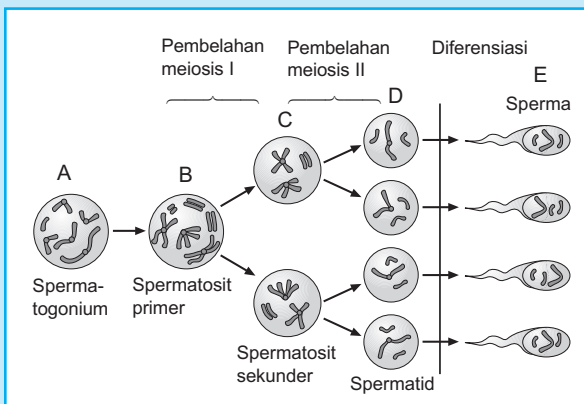 Pembelahan
meiosis I
Pembelahan
meiosis II
Diferensiasi
A
B
C
D
E
Sperma
Sperma-
togonium
Spermatosit
primer
Spermatosit
sekunder
Spermatid